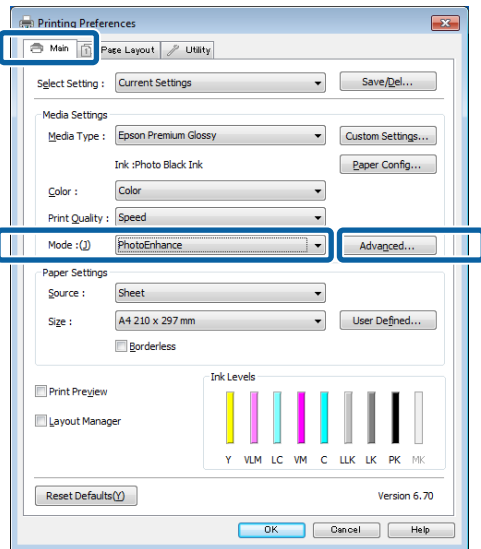 Printing Preferences
Main Page Layout Utility
Select Setting : Current Settings Save/Del...
Media Settings
Media Type : Epson Premium Glossy Custom Settings...
Ink :Photo Black Ink Paper Config...
Color : Color
Print Quality : Speed
Mode :(J) PhotoEnhance Advanced...
Paper Settings
Source : Sheet
Size : A4 210 x 297 mm User Defined...
Borderless
Ink Levels
Print Preview
Layout Manager
Y VLM LC VM C LLK LK PK MK
Reset Defaults(Y) Version 6.70
OK Cancel Help